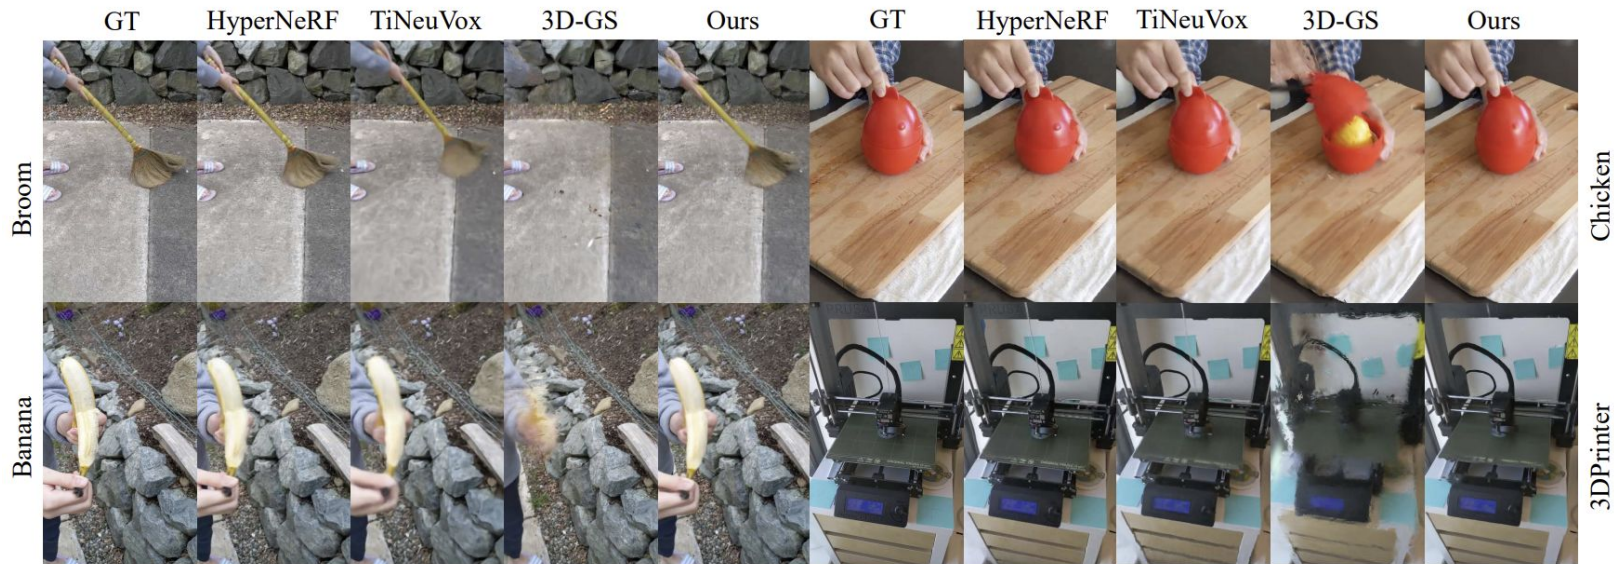 GT HyperNeRF TiNeuVox 3D-GS Ours GT HyperNeRF TiNeuVox 3D-GS Ours
Broom
Chicken
Banana
3DPrinter